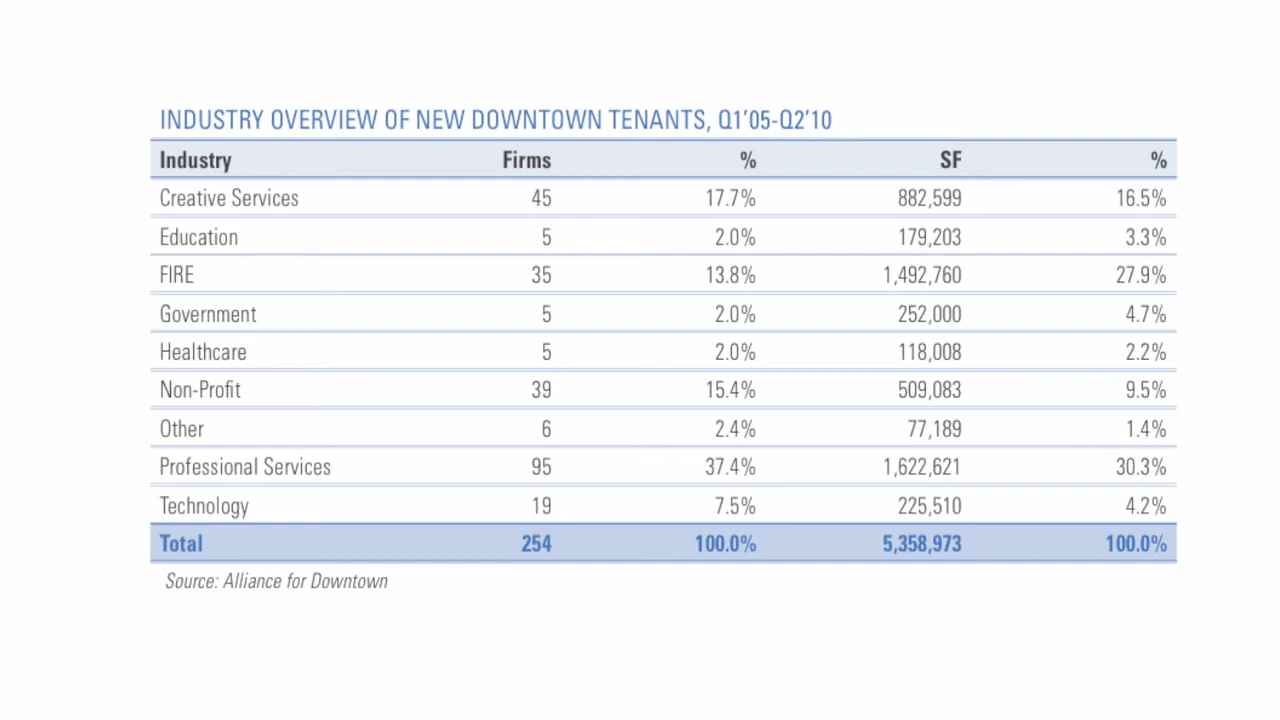 INDUSTRY OVERVIEW OF NEW DOWNTOWN TENANTS, Q1'05-Q2'10
Industry Firms % SF %
Creative Services 45 17.7% 882,599 16.5%
Education 5 2.0% 179,203 3.3%
FIRE 35 13.8% 1,492,760 27.9%
Government 5 2.0% 252,000 4.7%
Healthcare 5 2.0% 118,008 2.2%
Non-Profit 39 15.4% 509,083 9.5%
Other 6 2.4% 77,189 1.4%
Professional Services 95 37.4% 1,622,621 30.3%
Technology 19 7.5% 225,510 4.2%
Total 254 100.0% 5,358,973 100.0%
Source: Alliance for Downtown